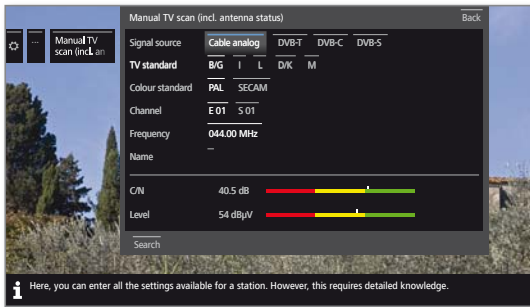 Manual TV scan (incl. antenna status) Back
... Manual TV
scan (incl. an
Signal source Cable analog DVB-T DVB-C DVB-S
TV standard B/G I L D/K M
Colour standard PAL SECAM
Channel E 01 S 01
Frequency 044.00 MHz
Name –
C/N 40.5 dB
Level 54 dBµV
Search
i Here, you can enter all the settings available for a station. However, this requires detailed knowledge.